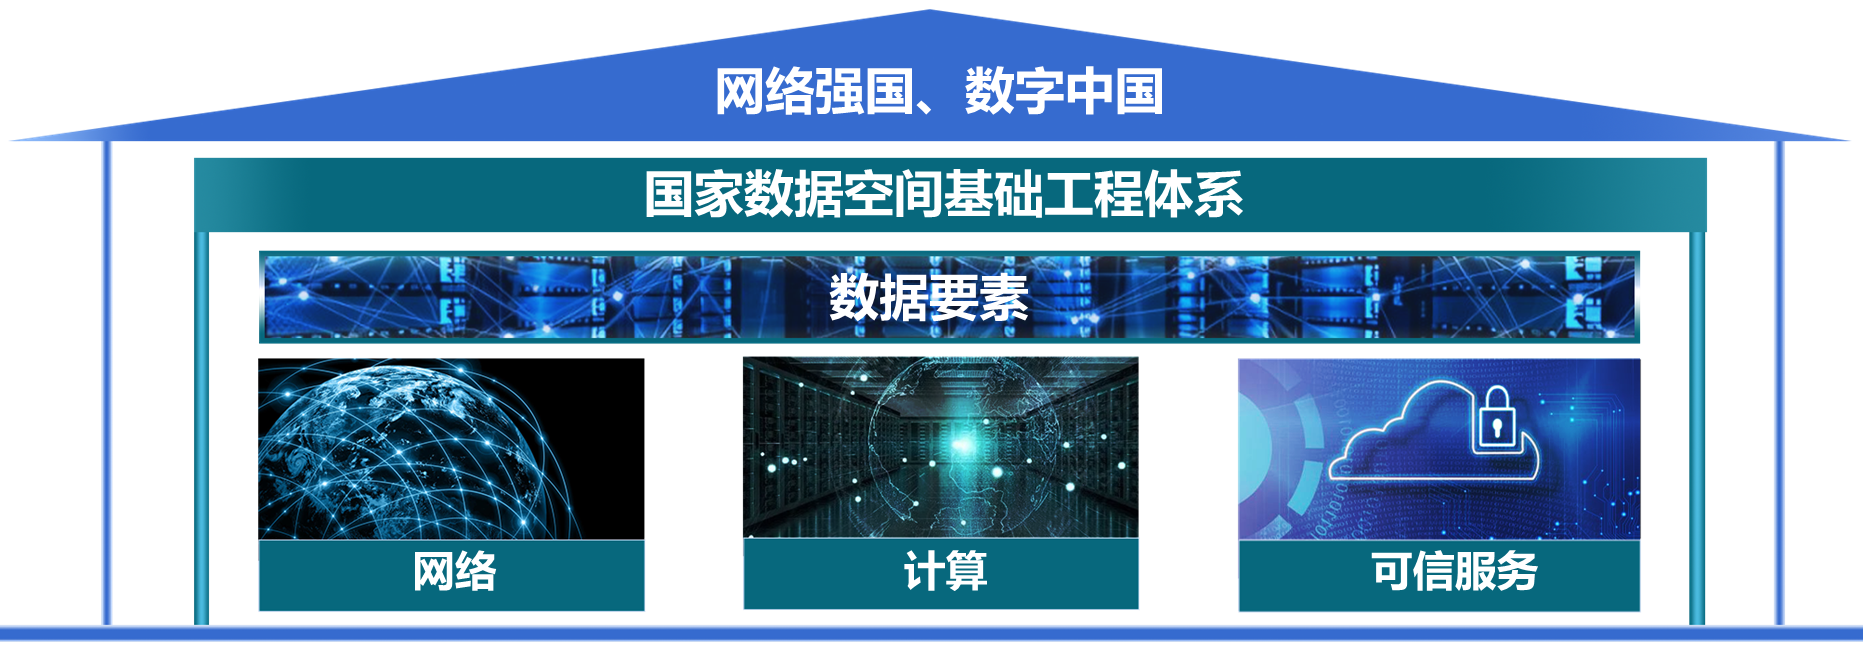 网络强国、数字中国
国家数据空间基础工程体系
数据要素
网络
计算
可信服务